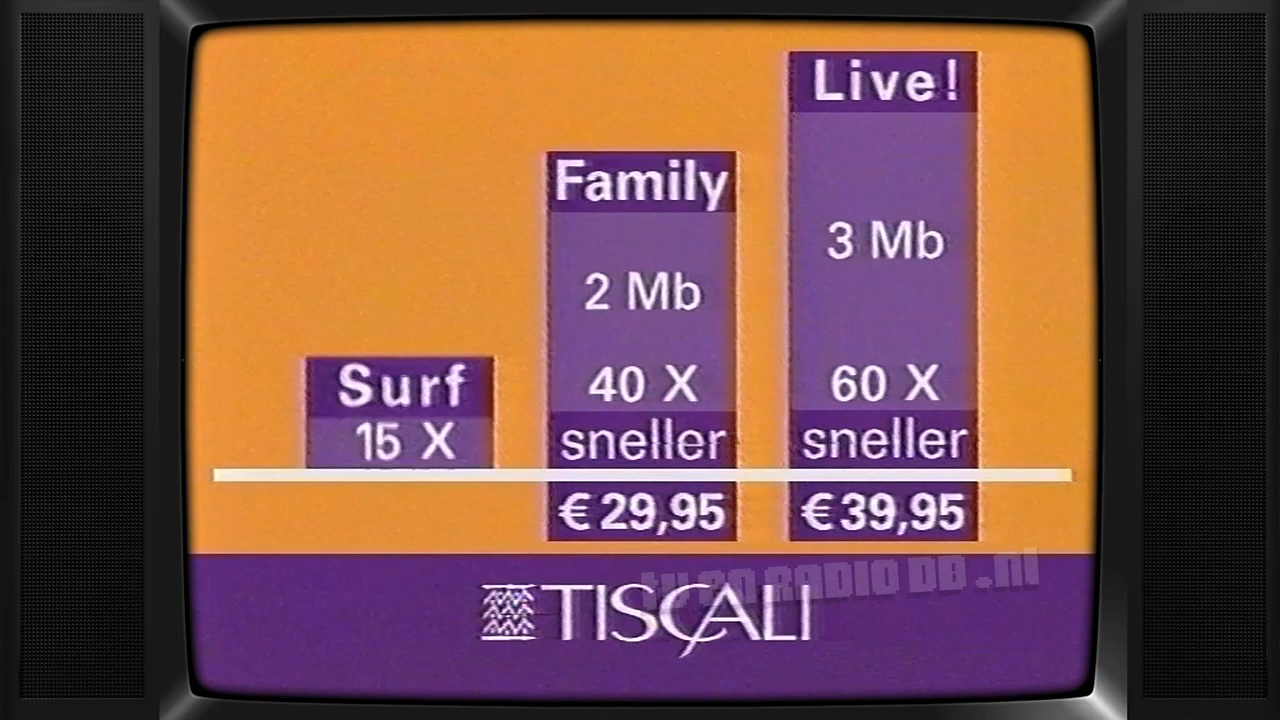 Live!
Family
3 Mb
2 Mb
Surf
40 X
60 X
15 X
sneller
sneller
€ 29,95
€ 39,95
TISCALI
TV EN RADIO DB .nl